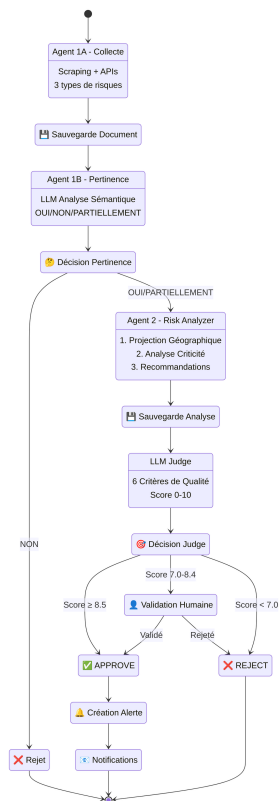 Agent 1A - Collecte
Scraping + APIs
3 types de risques
💾 Sauvegarde Document
Agent 1B - Pertinence
LLM Analyse Sémantique
OUI/NON/PARTIELLEMENT
🤔 Décision Pertinence
OUI/PARTIELLEMENT
Agent 2 - Risk Analyzer
1. Projection Géographique
2. Analyse Criticité
3. Recommandations
💾 Sauvegarde Analyse
LLM Judge
6 Critères de Qualité
Score 0-10
NON
🎯 Décision Judge
Score 7.0-8.4
Score ≥ 8.5
👤 Validation Humaine
Score < 7.0
Validé
Rejeté
✅ APPROVE
❌ REJECT
🔔 Création Alerte
❌ Rejet
📧 Notifications